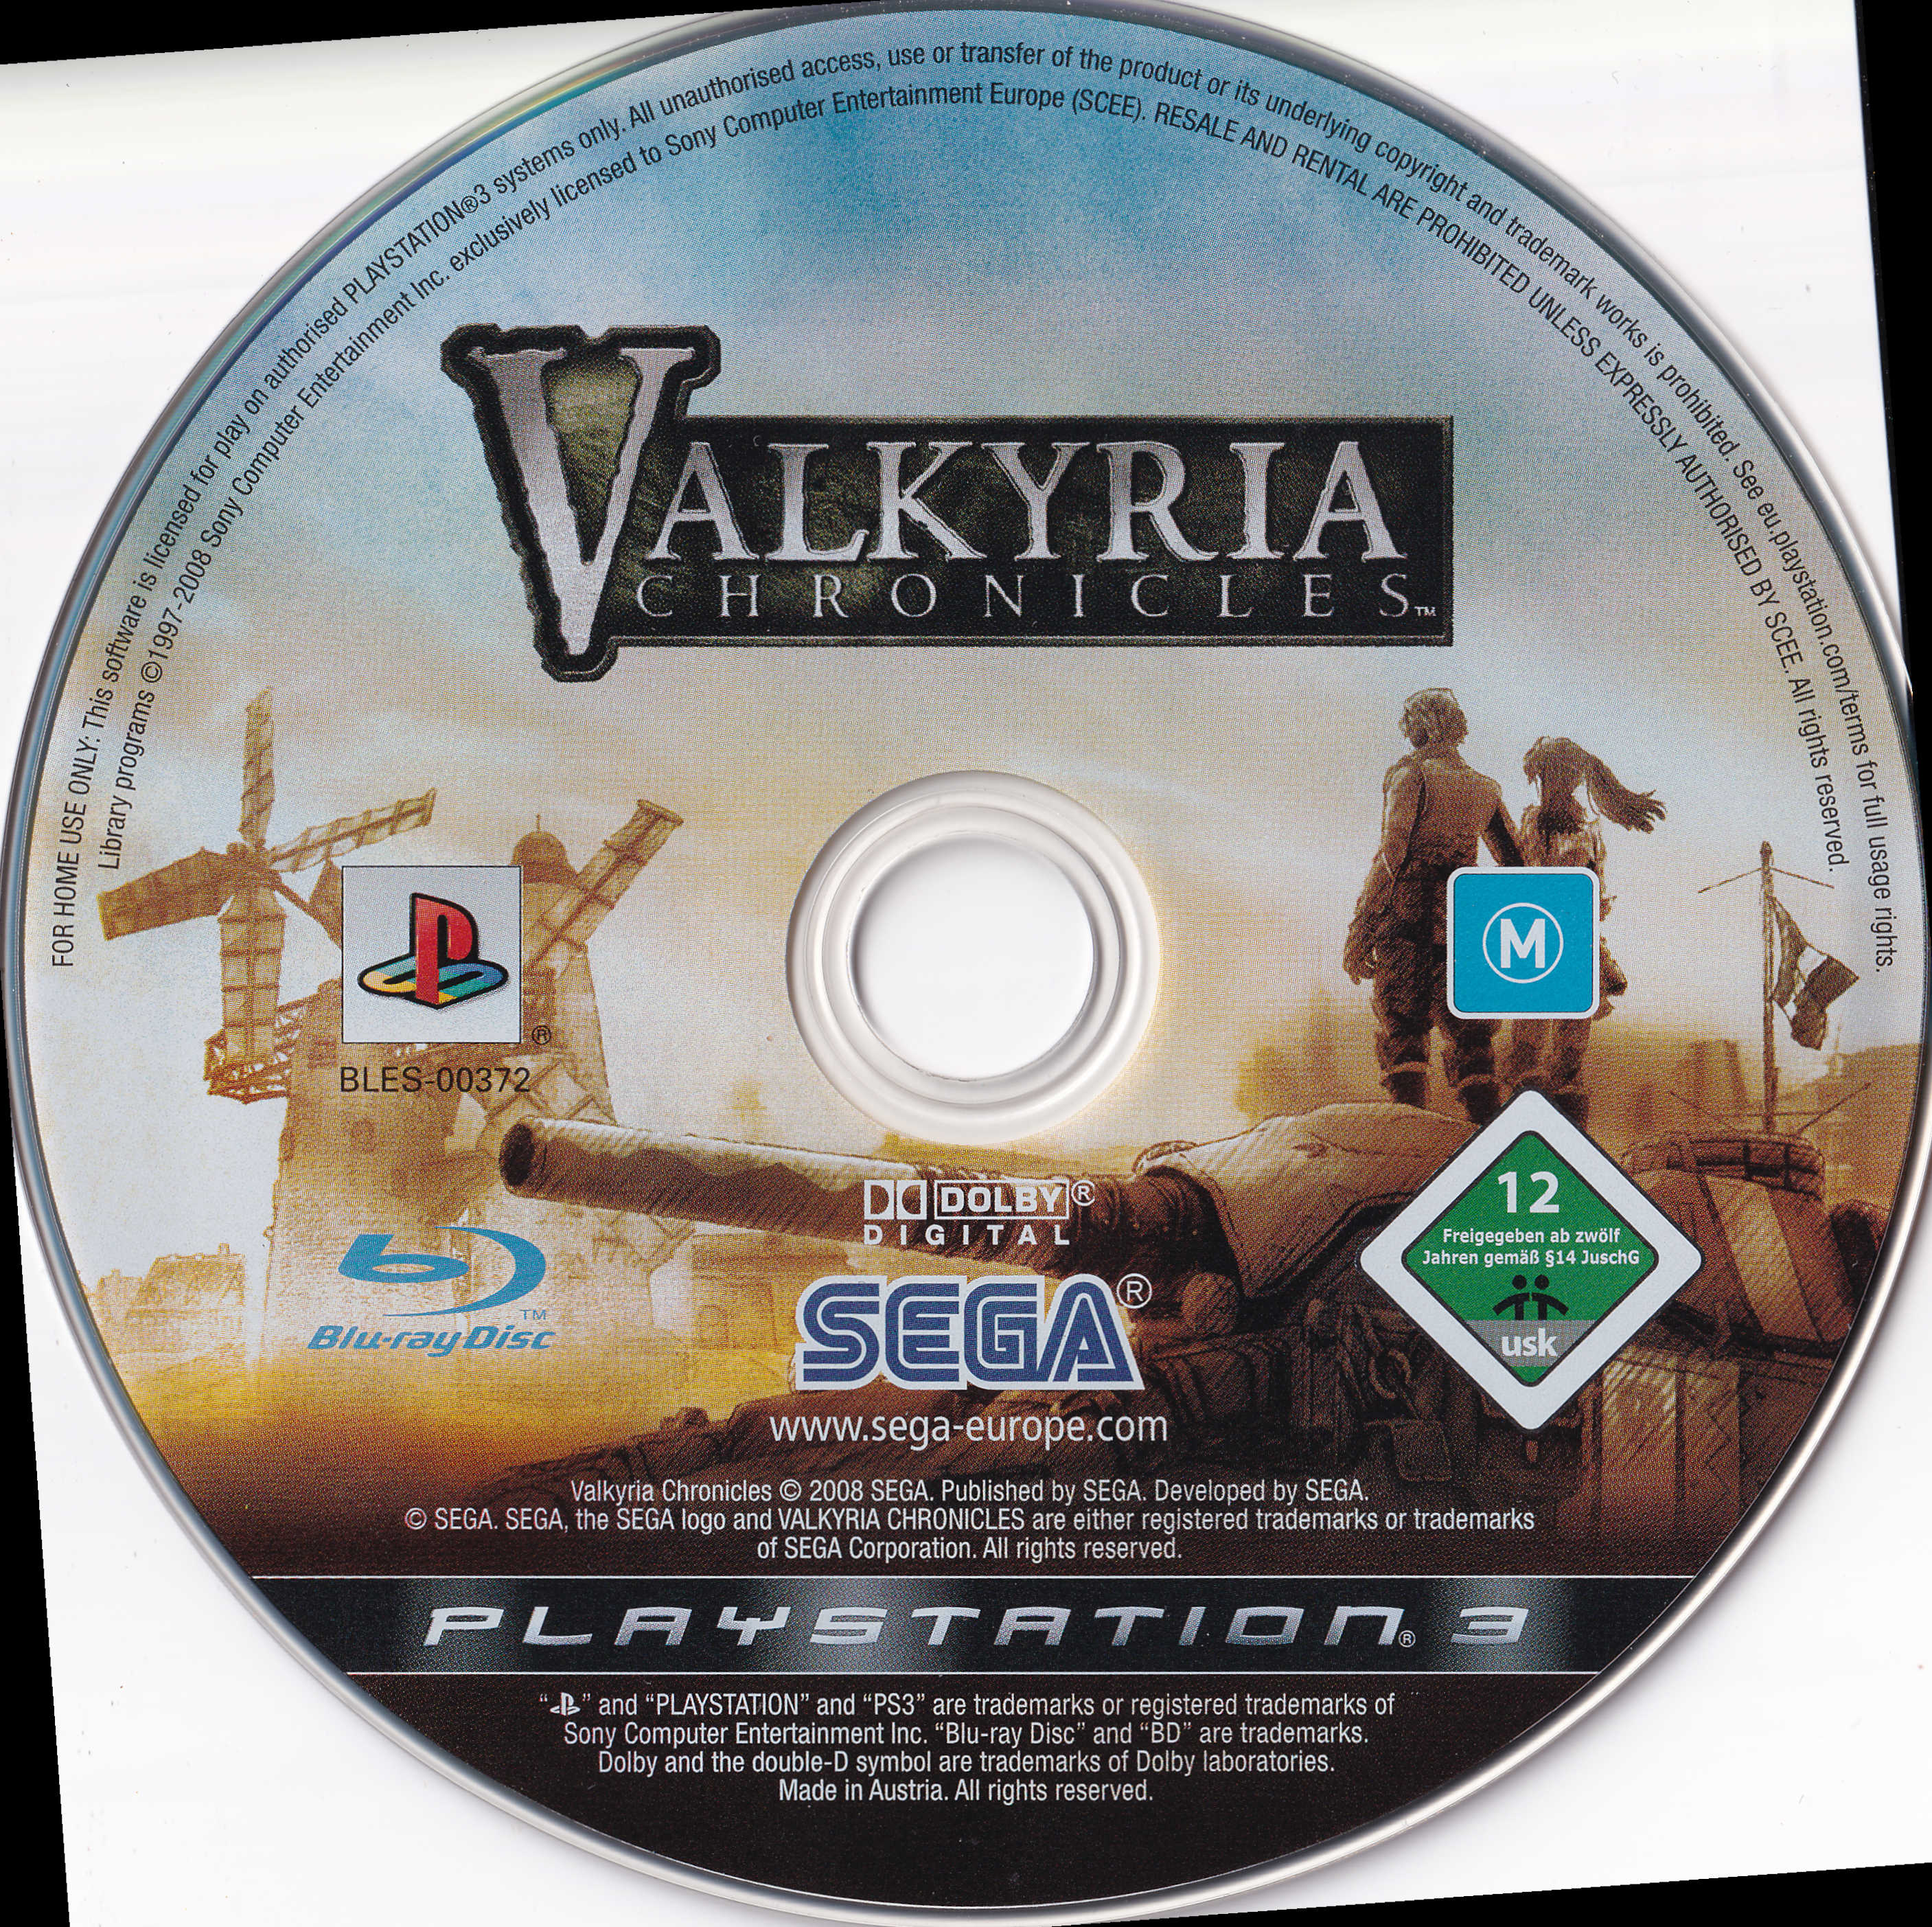 FOR HOME USE ONLY: This software is licensed for play on authorised PLAYSTATION®3 systems only. All unauthorised access, use or transfer of the product or its underlying copyright and trademark works is prohibited. See eu.playstation.com/terms for full usage rights.
Library programs ©1997-2008 Sony Computer Entertainment Inc. exclusively licensed to Sony Computer Entertainment Europe (SCEE). RESALE AND RENTAL ARE PROHIBITED UNLESS EXPRESSLY AUTHORISED BY SCEE. All rights reserved.
VALKYRIA
CHRONICLES™
®
BLES-00372
M
DOLBY®
DIGITAL
12
Freigegeben ab zwölf
Jahren gemäß §14 JuschG
usk
™
Blu-ray Disc
SEGA®
www.sega-europe.com
Valkyria Chronicles © 2008 SEGA. Published by SEGA. Developed by SEGA.
© SEGA. SEGA, the SEGA logo and VALKYRIA CHRONICLES are either registered trademarks or trademarks
of SEGA Corporation. All rights reserved.
PLAYSTATION®3
“ ” and “PLAYSTATION” and “PS3” are trademarks or registered trademarks of
Sony Computer Entertainment Inc. “Blu-ray Disc” and “BD” are trademarks.
Dolby and the double-D symbol are trademarks of Dolby laboratories.
Made in Austria. All rights reserved.